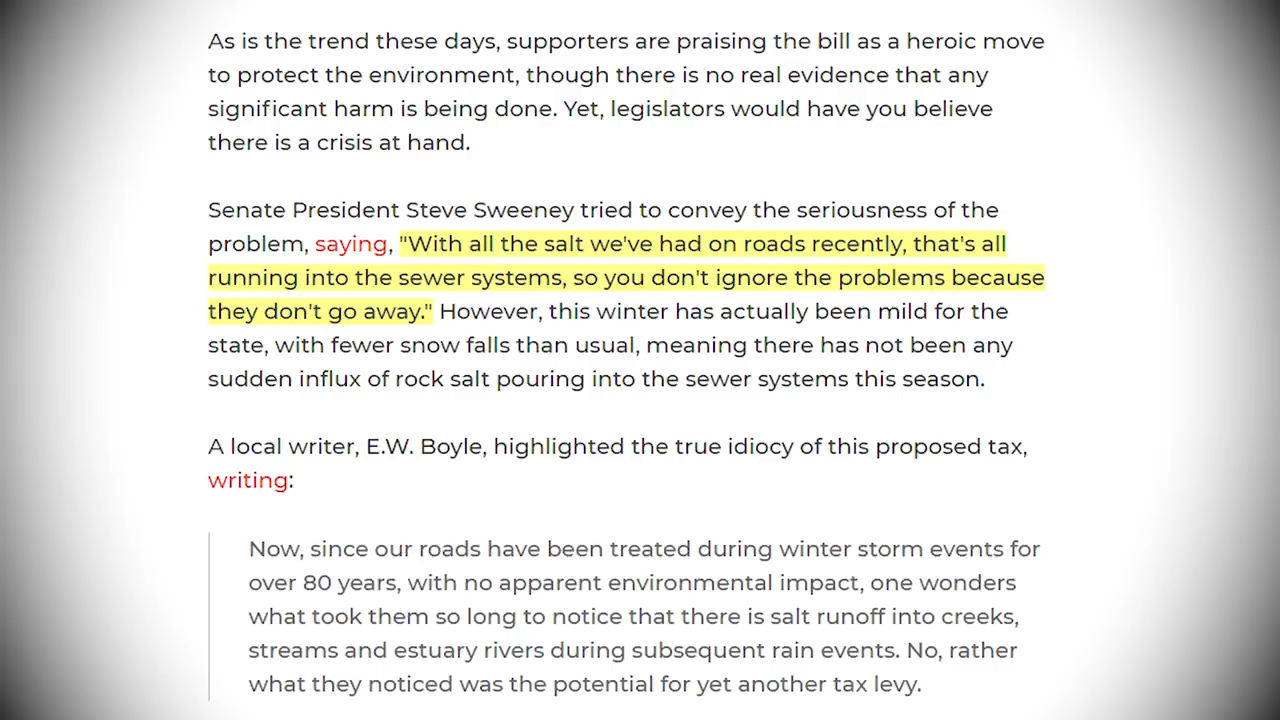 As is the trend these days, supporters are praising the bill as a heroic move
to protect the environment, though there is no real evidence that any
significant harm is being done. Yet, legislators would have you believe
there is a crisis at hand.
Senate President Steve Sweeney tried to convey the seriousness of the
problem, saying, "With all the salt we've had on roads recently, that's all
running into the sewer systems, so you don't ignore the problems because
they don't go away." However, this winter has actually been mild for the
state, with fewer snow falls than usual, meaning there has not been any
sudden influx of rock salt pouring into the sewer systems this season.
A local writer, E.W. Boyle, highlighted the true idiocy of this proposed tax,
writing:
Now, since our roads have been treated during winter storm events for
over 80 years, with no apparent environmental impact, one wonders
what took them so long to notice that there is salt runoff into creeks,
streams and estuary rivers during subsequent rain events. No, rather
what they noticed was the potential for yet another tax levy.